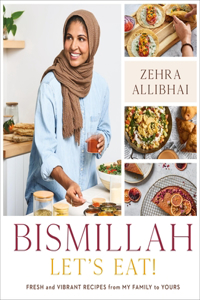 ZEHRA
ALLIBHAI
BISMILLAH
LET'S EAT!
FRESH and VIBRANT RECIPES from MY FAMILY to YOURS